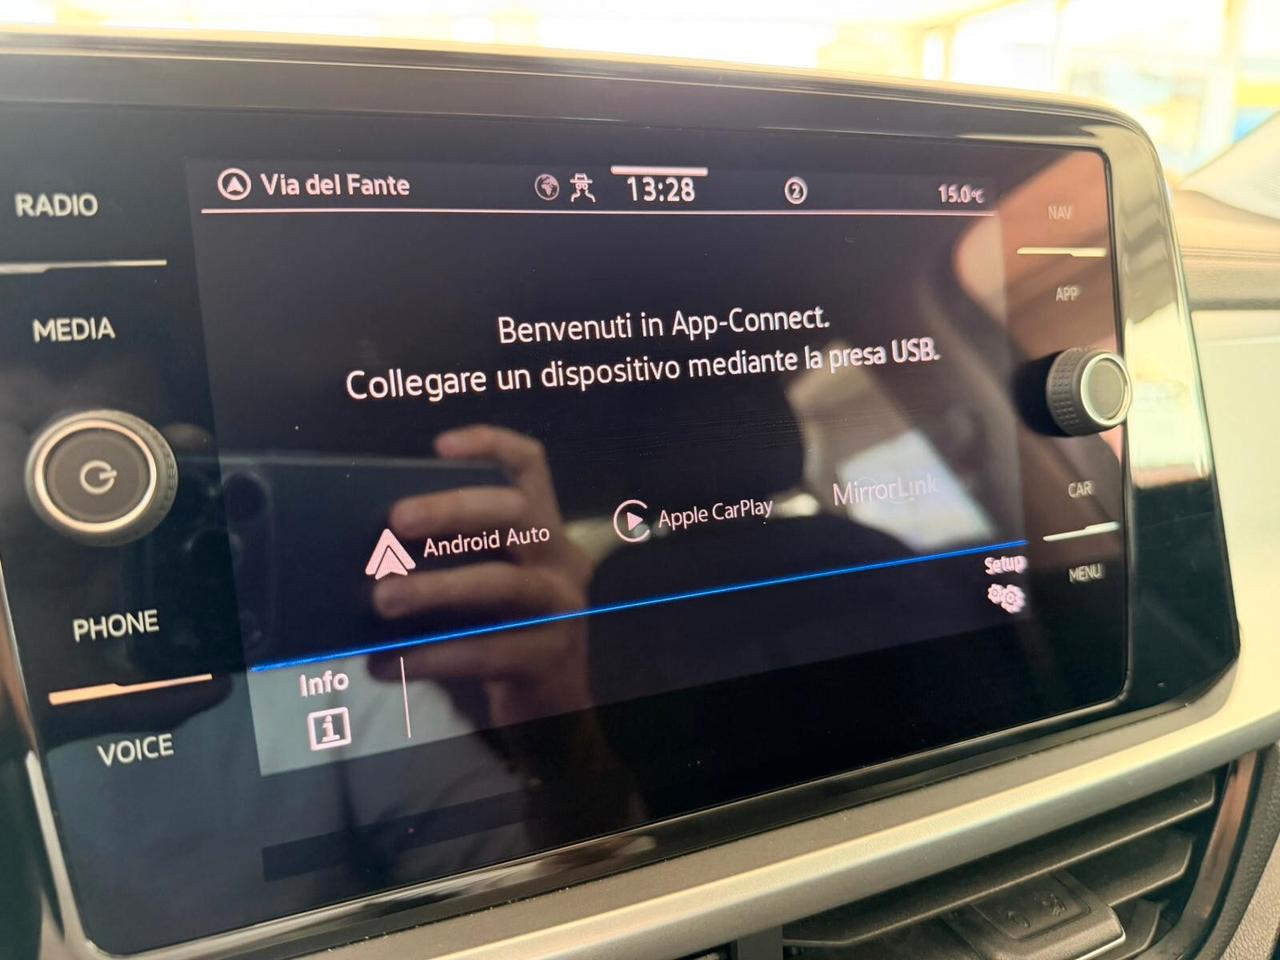 RADIO
MEDIA
PHONE
VOICE
Via del Fante
13:28
2
15.0°C
Benvenuti in App-Connect.
Collegare un dispositivo mediante la presa USB.
Android Auto
Apple CarPlay
MirrorLink
Setup
Info
i
NAV
APP
CAR
MENU